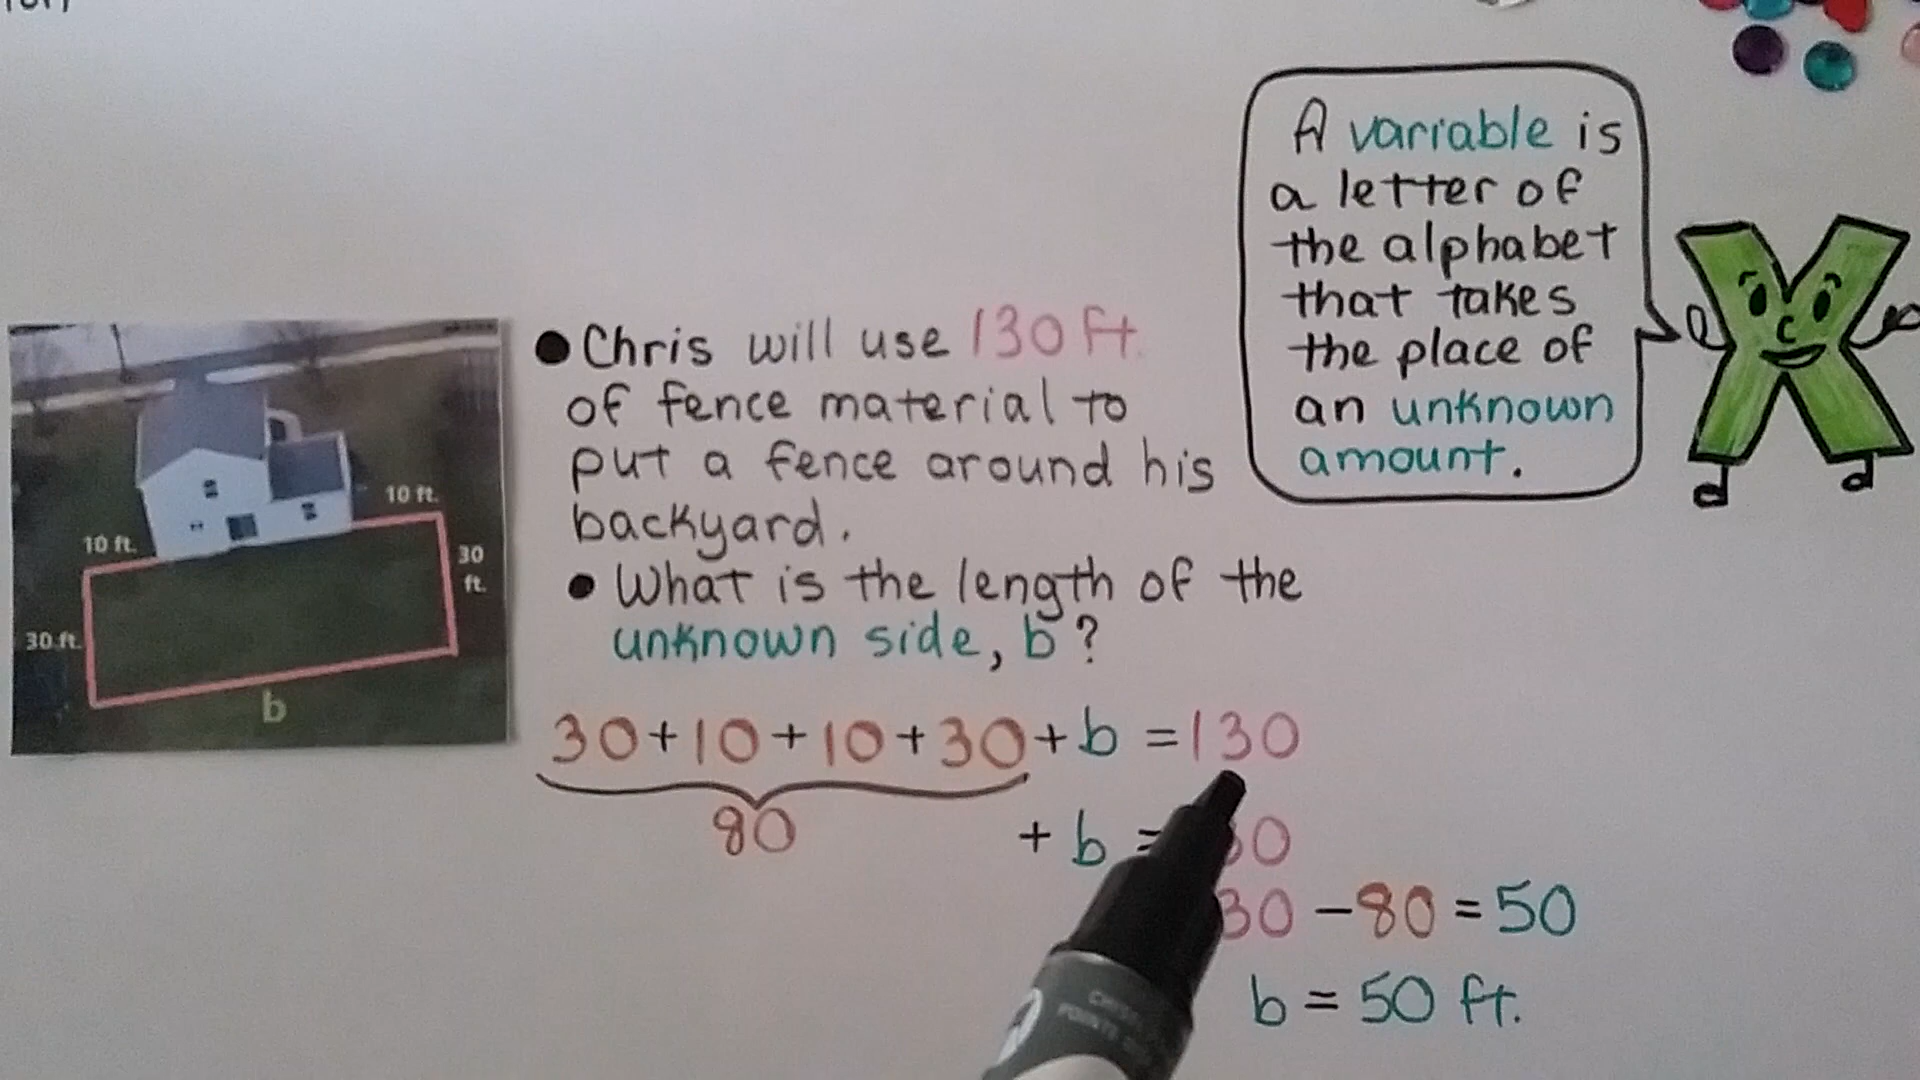 A variable is
a letter of
the alphabet
that takes
the place of
an unknown
amount.
● Chris will use 130 ft.
of fence material to
put a fence around his
backyard.
● What is the length of the
unknown side, b?
10 ft.
10 ft.
30
ft.
30 ft.
b
30+10+10+30+b=130
80 + b = 30
30-80=50
b=50 ft.